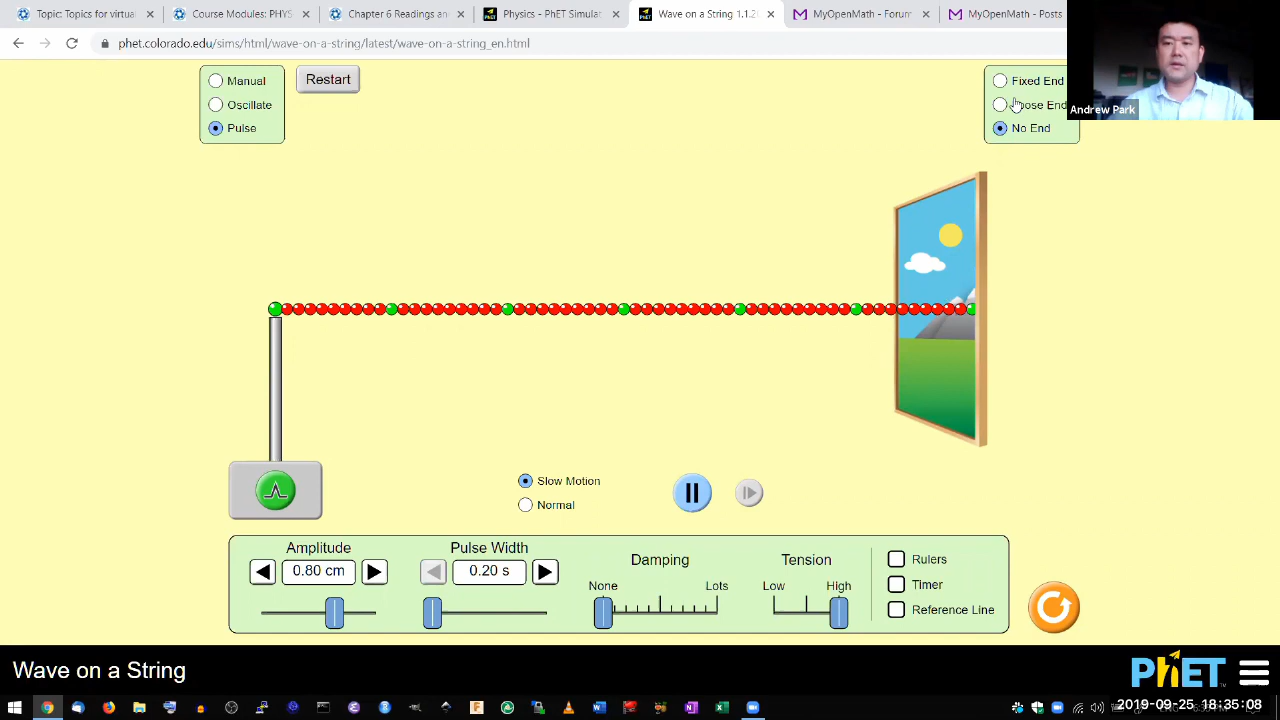 Topic: Topics for virtual
Course Modules: PHYS
Chapter 6 Readings and
Physics - PhET Simulat
Wave on a String 1.1.2
MyOpenMath - Forum
MyOpenMath - Posts
phet.colorado.edu/sims/html/wave-on-a-string/latest/wave-on-a-string_en.html
Manual
Oscillate
Pulse
Restart
Fixed End
End
No End
Andrew Park
Slow Motion
Normal
Amplitude
0.80 cm
Pulse Width
0.20 s
Damping
None
Lots
Tension
Low
High
Rulers
Timer
Reference Line
Wave on a String
PhET
2019-09-25 18:35:08